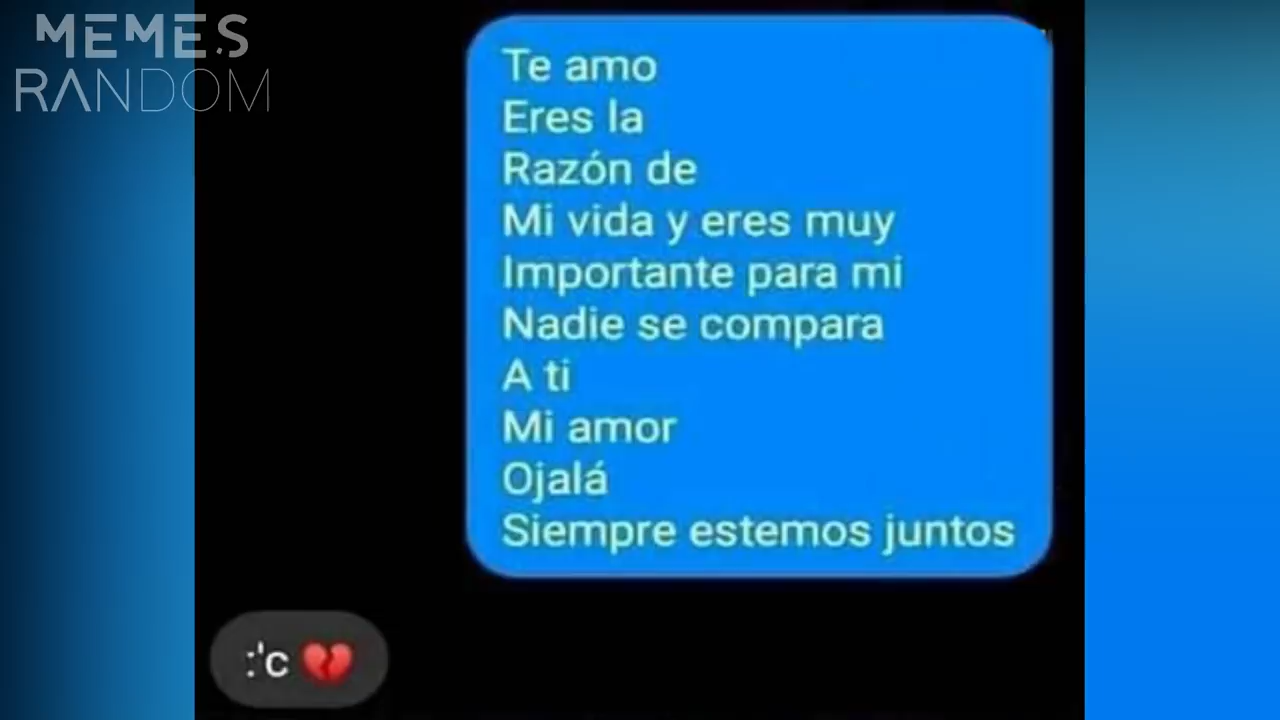 MEMES
RANDOM
Te amo
Eres la
Razón de
Mi vida y eres muy
Importante para mi
Nadie se compara
A ti
Mi amor
Ojalá
Siempre estemos juntos
:'c 💔